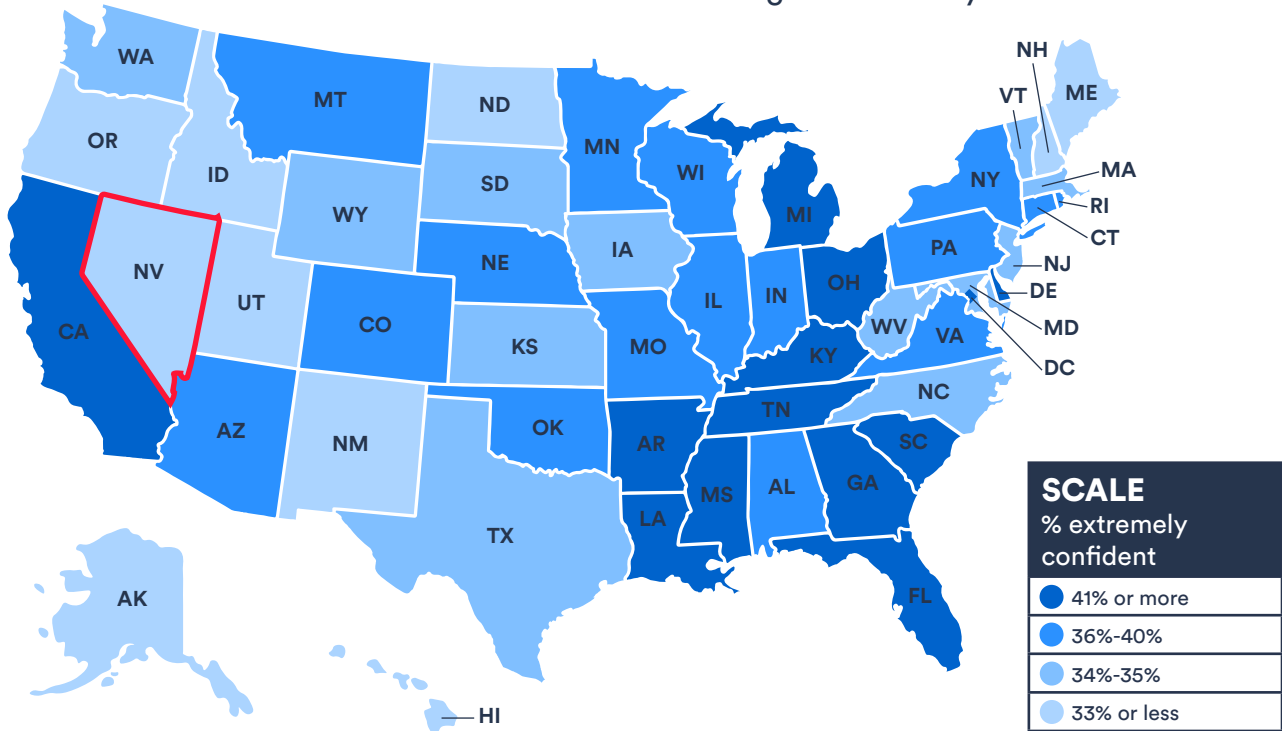 WA
MT
ND
MN
OR
ID
SD
WI
WY
NH
VT
ME
NY
MA
RI
CT
MI
IA
NE
PA
NJ
NV
UT
CO
IL
IN
OH
DE
CA
KS
MO
WV
VA
MD
KY
DC
NC
TN
AZ
NM
OK
AR
SC
MS
AL
GA
LA
TX
FL
AK
HI
SCALE
% extremely
confident
41% or more
36%-40%
34%-35%
33% or less